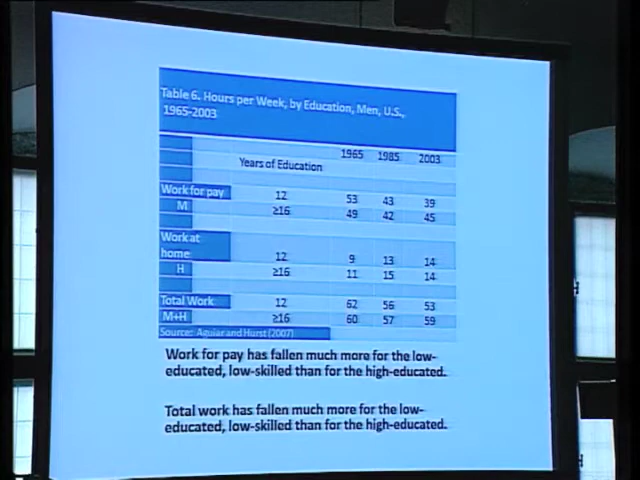 Table 6. Hours per Week, by Education, Men, U.S.,
1965-2003
Years of Education 1965 1985 2003
Work for pay 12 53 43 39
M ≥16 49 42 45
Work at
home 12 9 13 14
H ≥16 11 15 14
Total Work 12 62 56 53
M+H ≥16 60 57 59
Source: Aguiar and Hurst (2007)
Work for pay has fallen much more for the low-
educated, low-skilled than for the high-educated.
Total work has fallen much more for the low-
educated, low-skilled than for the high-educated.